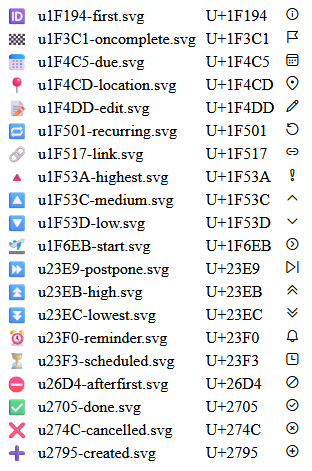 🆔 u1F194-first.svg U+1F194
🏁 u1F3C1-oncomplete.svg U+1F3C1
📅 u1F4C5-due.svg U+1F4C5
📍 u1F4CD-location.svg U+1F4CD
📝 u1F4DD-edit.svg U+1F4DD
🔁 u1F501-recurring.svg U+1F501
🔗 u1F517-link.svg U+1F517
🔺 u1F53A-highest.svg U+1F53A
🔼 u1F53C-medium.svg U+1F53C
🔽 u1F53D-low.svg U+1F53D
🛫 u1F6EB-start.svg U+1F6EB
⏩ u23E9-postpone.svg U+23E9
⏫ u23EB-high.svg U+23EB
⏬ u23EC-lowest.svg U+23EC
⏰ u23F0-reminder.svg U+23F0
⏳ u23F3-scheduled.svg U+23F3
⛔ u26D4-afterfirst.svg U+26D4
✅ u2705-done.svg U+2705
❌ u274C-cancelled.svg U+274C
➕ u2795-created.svg U+2795